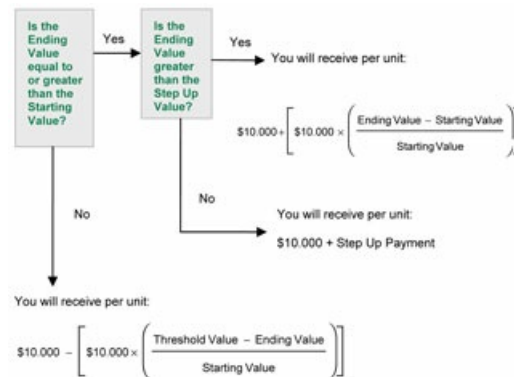 Is the
Ending
Value
equal to
or greater
than the
Starting
Value?
Yes
Is the
Ending
Value
greater
than the
Step Up
Value?
Yes
You will receive per unit:
$10.000+ [ $10.000 × ( Ending Value − Starting Value
Starting Value ) ]
No
You will receive per unit:
$10.000 + Step Up Payment
No
You will receive per unit:
$10.000 − [ $10.000 × ( Threshold Value − Ending Value
Starting Value ) ]